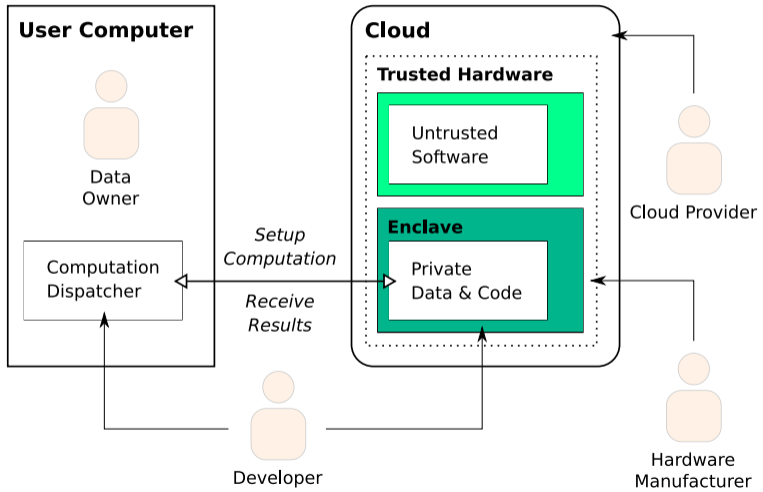 User Computer
Data
Owner
Computation
Dispatcher
Setup
Computation
Receive
Results
Cloud
Trusted Hardware
Untrusted
Software
Enclave
Private
Data & Code
Cloud Provider
Hardware
Manufacturer
Developer